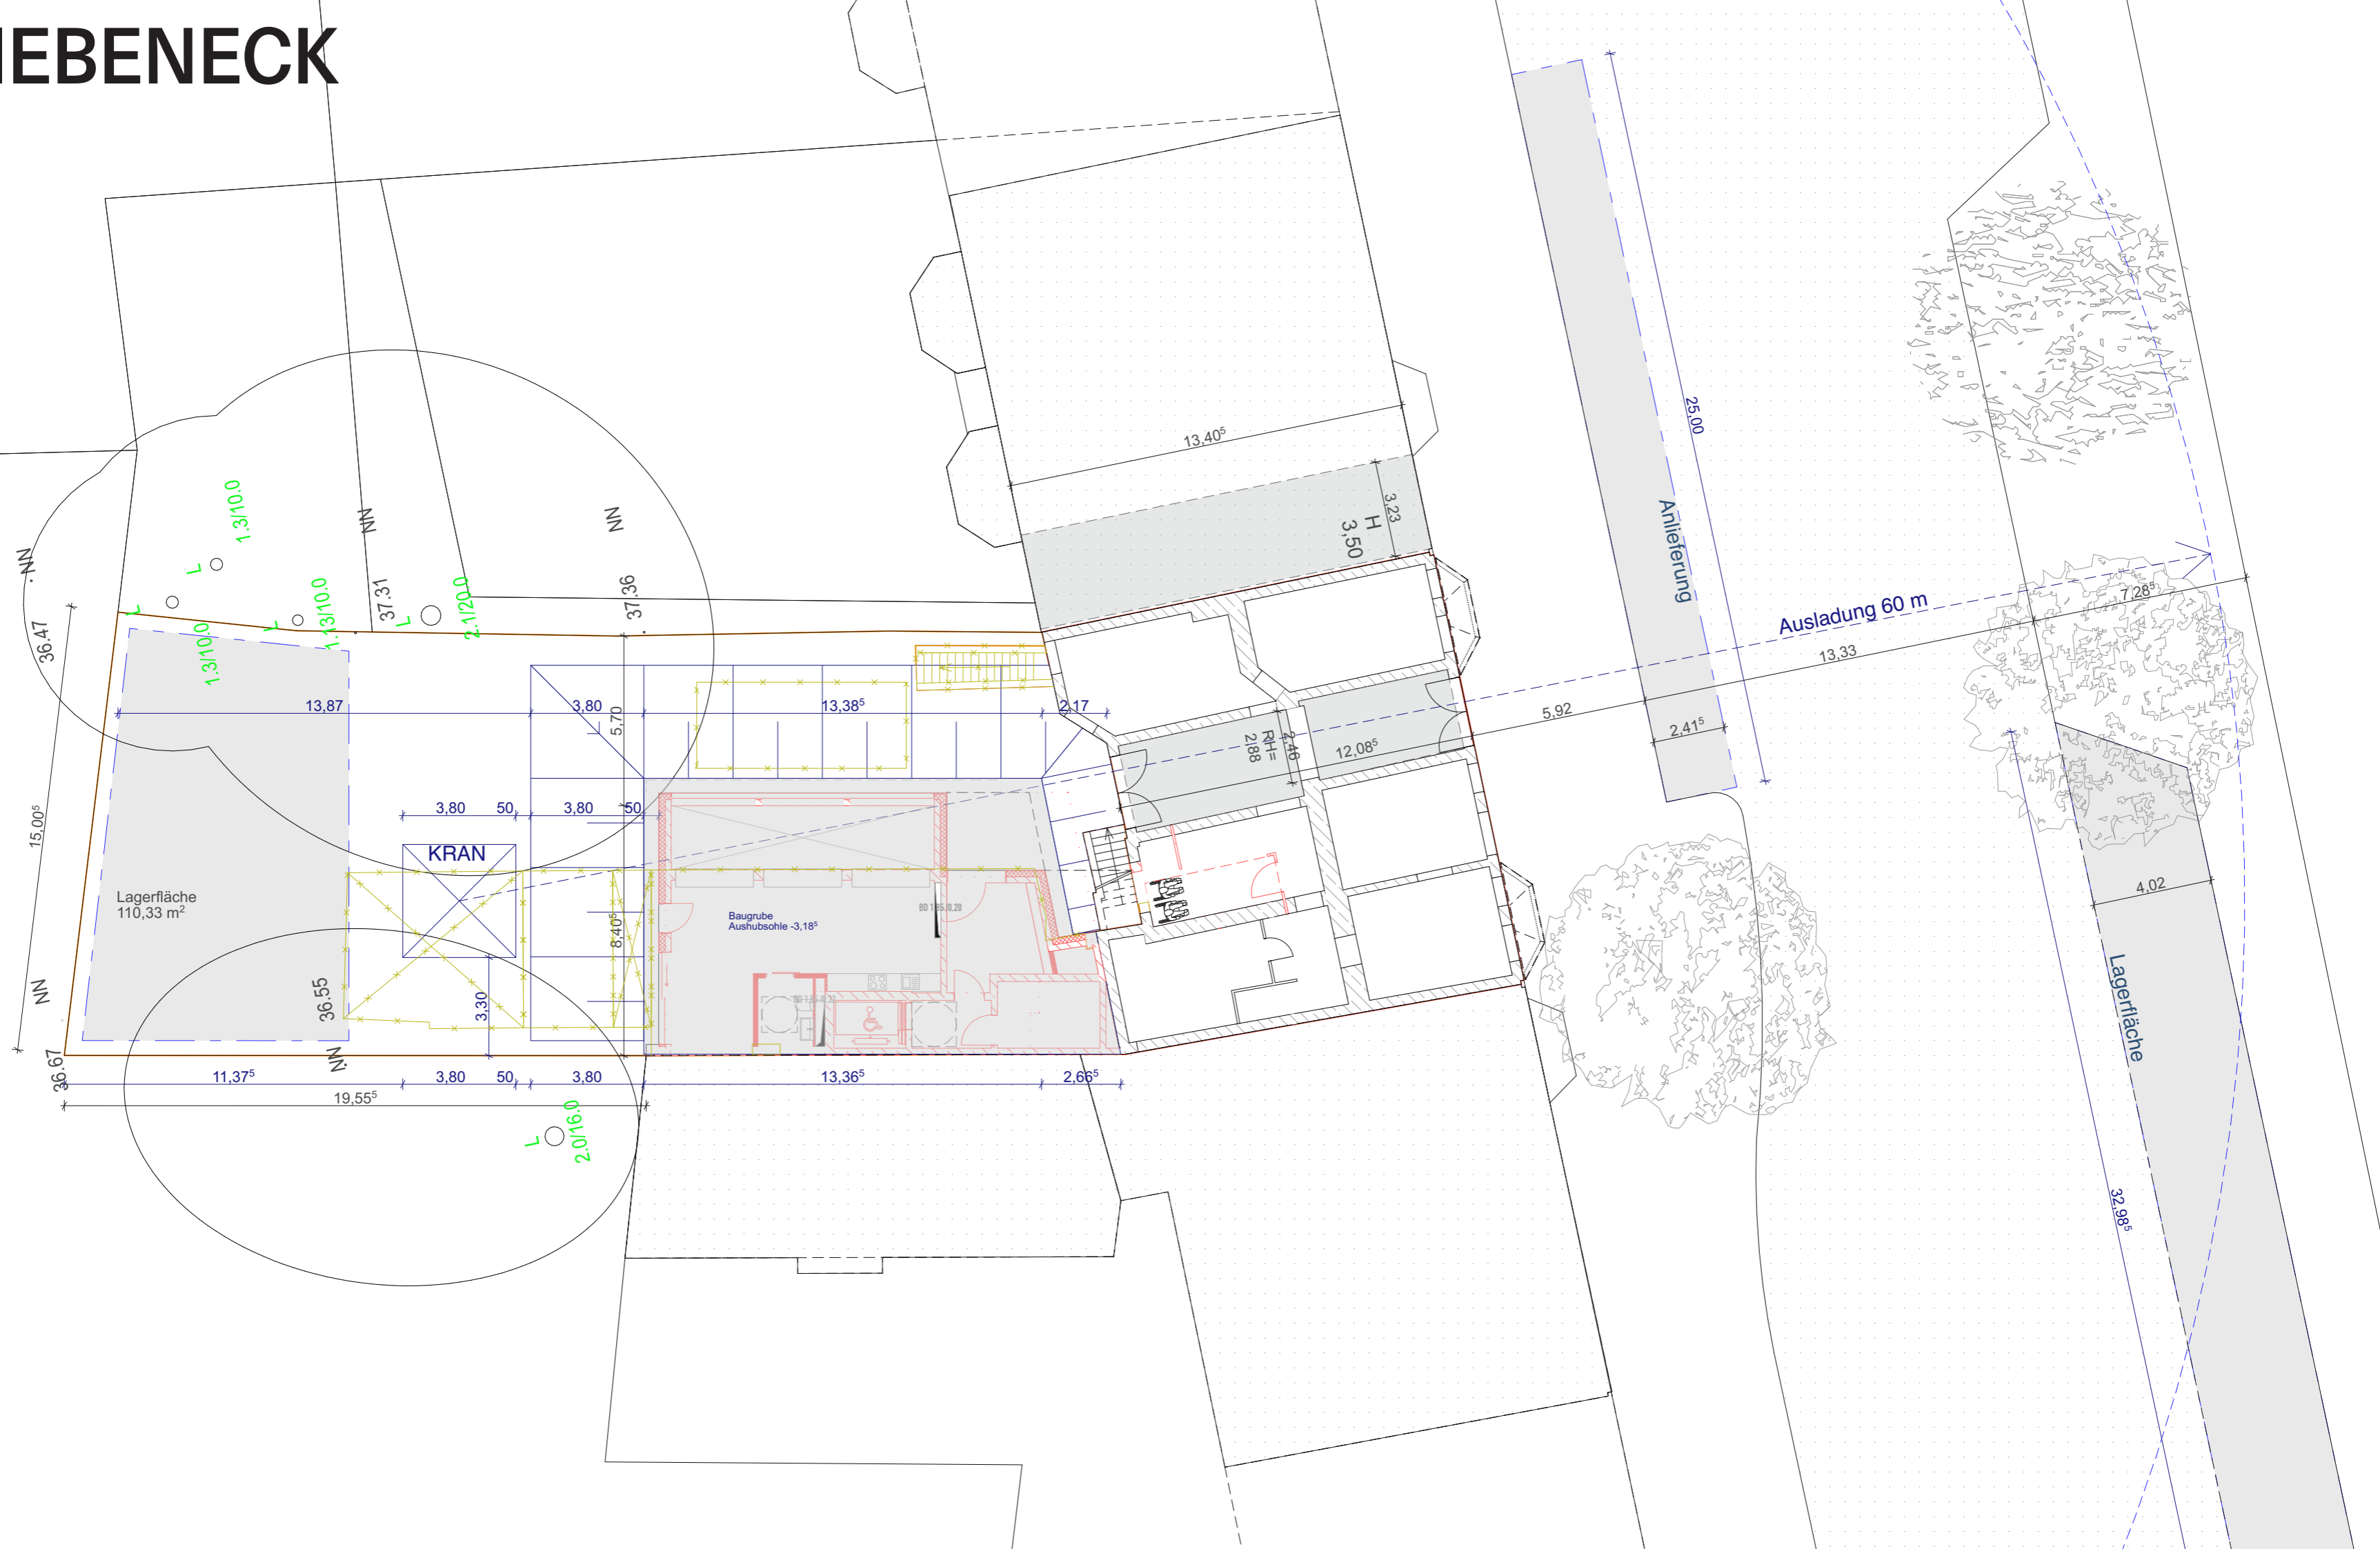 IEBENECK
25,00
13,40⁵
3,23
H
3,50
Anlieferung
Ausladung 60 m
7,28⁵
13,33
5,92
2,41⁵
12,08⁵
2,46
RH=
2,88
4,02
Lagerfläche
32,98⁵
NN
36.47
1.3/10.0
L
L
1.3/10.0
L
1.13/10.0
NN
37.31
L
2.1/20.0
NN
37.36
13,87
3,80
5,70
13,38⁵
2,17
15,00⁵
3,80
50
3,80
50
KRAN
Lagerfläche
110,33 m²
Baugrube
Aushubsohle -3,18⁵
8,40⁵
3,30
36.55
NN
NN
36.67
11,37⁵
3,80
50
3,80
13,36⁵
2,66⁵
19,55⁵
L
2.0/16.0